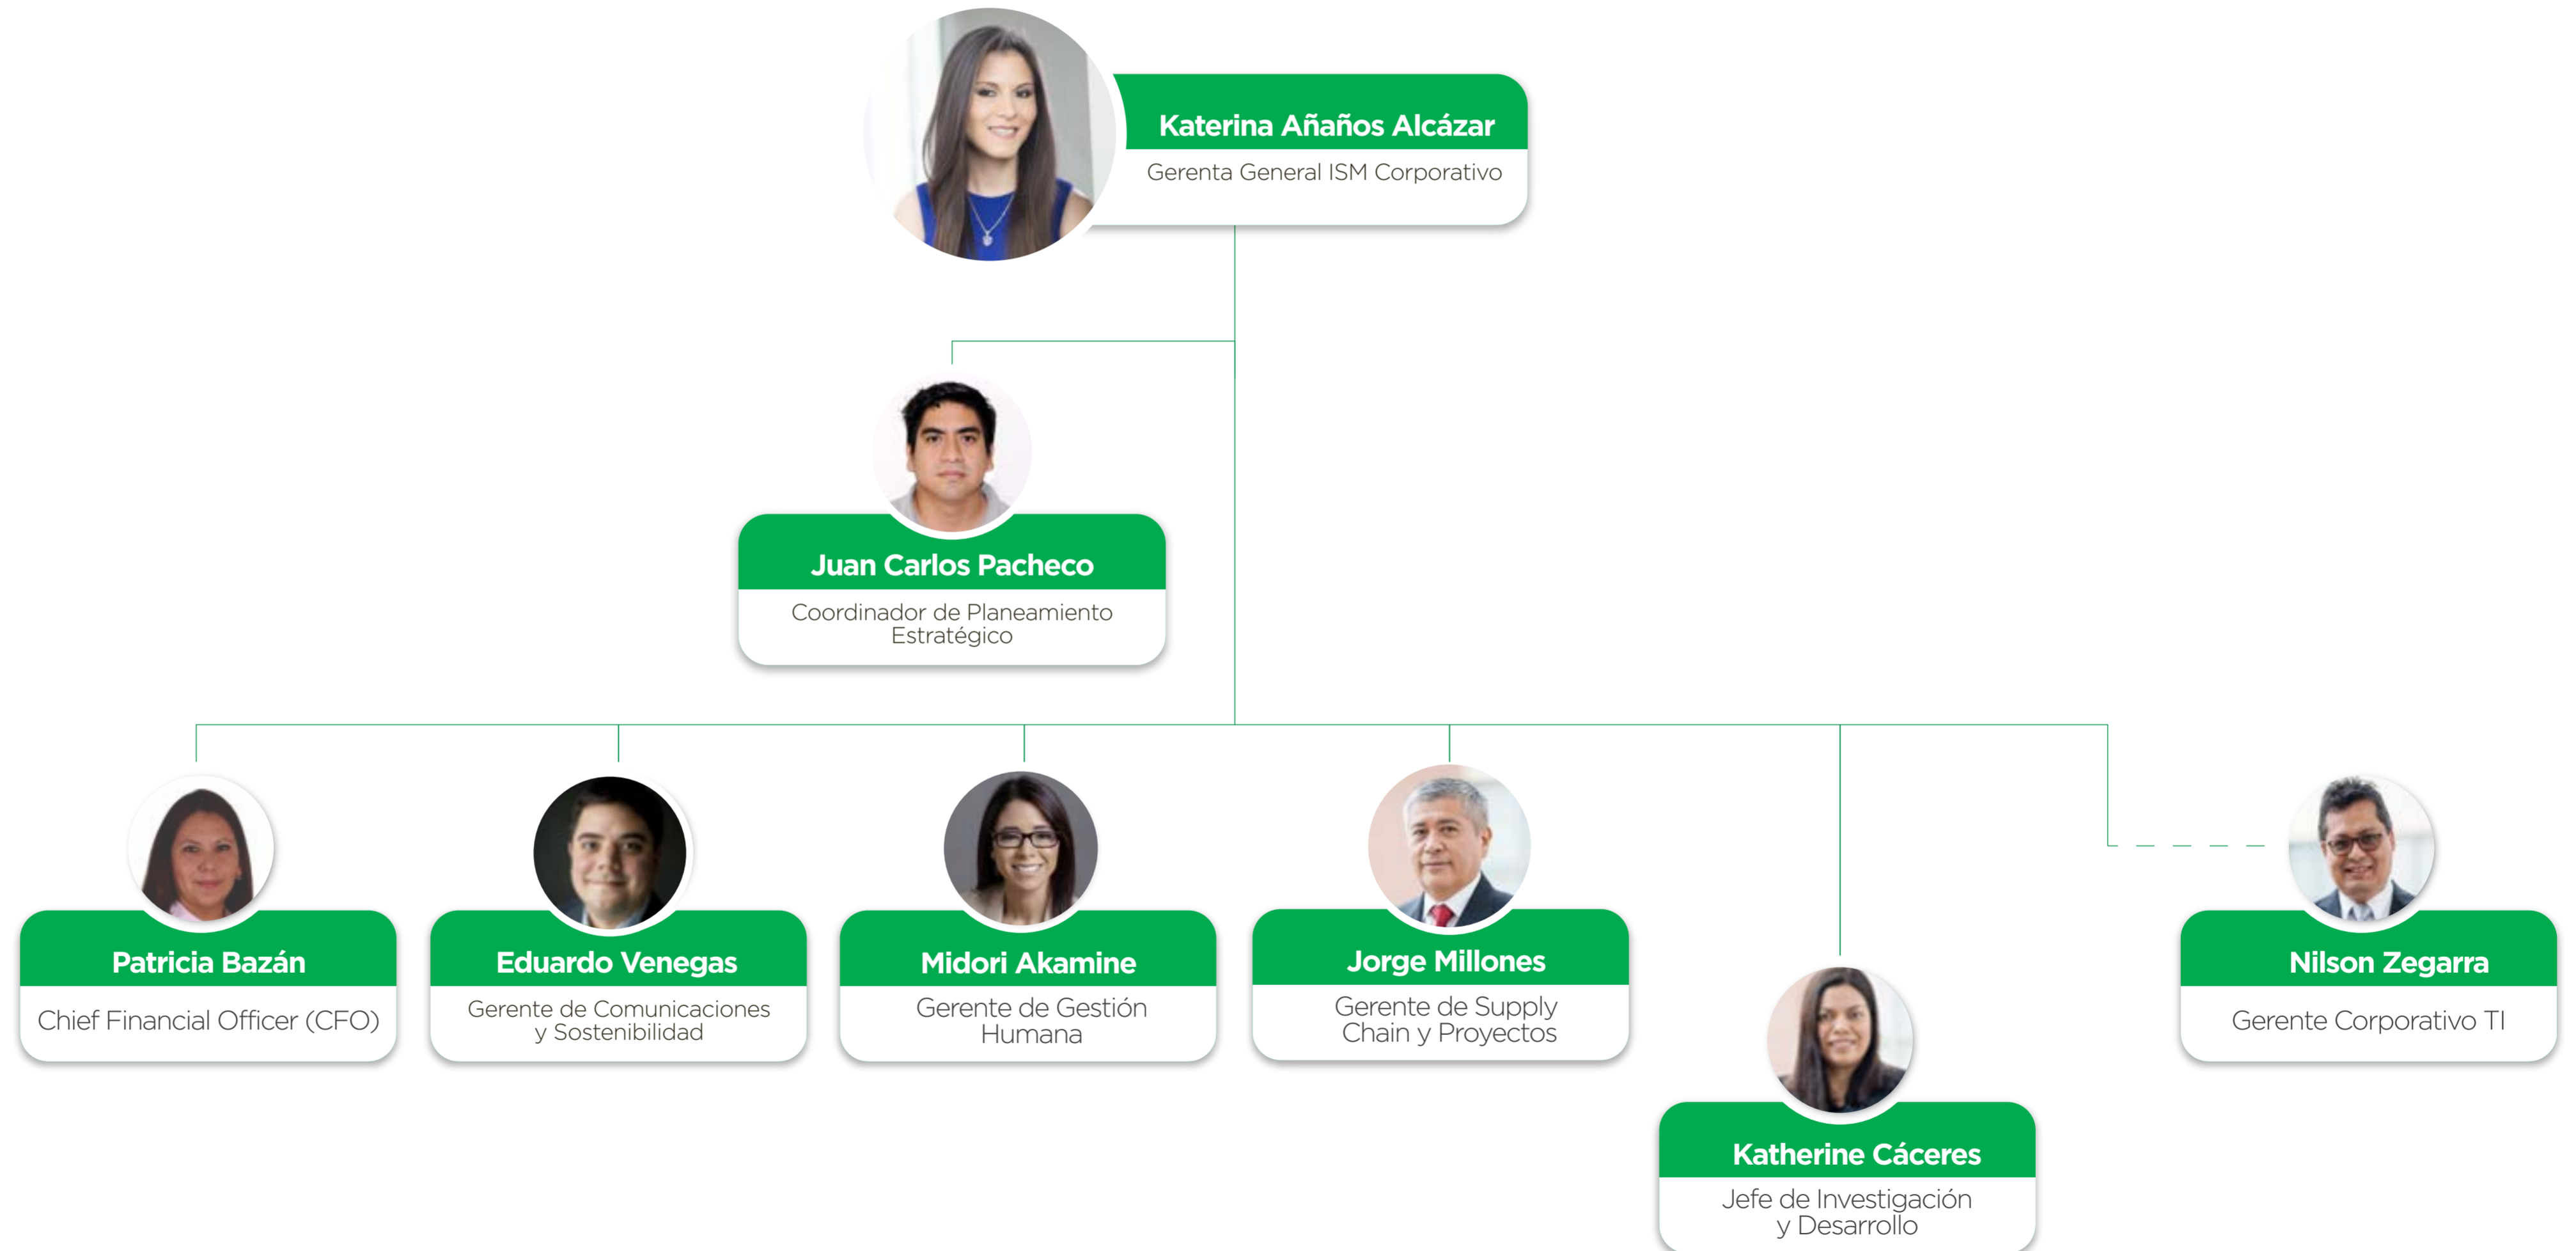 Katerina Añaños Alcázar
Gerenta General ISM Corporativo
Juan Carlos Pacheco
Coordinador de Planeamiento
Estratégico
Patricia Bazán
Chief Financial Officer (CFO)
Eduardo Venegas
Gerente de Comunicaciones
y Sostenibilidad
Midori Akamine
Gerente de Gestión
Humana
Jorge Millones
Gerente de Supply
Chain y Proyectos
Katherine Cáceres
Jefe de Investigación
y Desarrollo
Nilson Zegarra
Gerente Corporativo TI